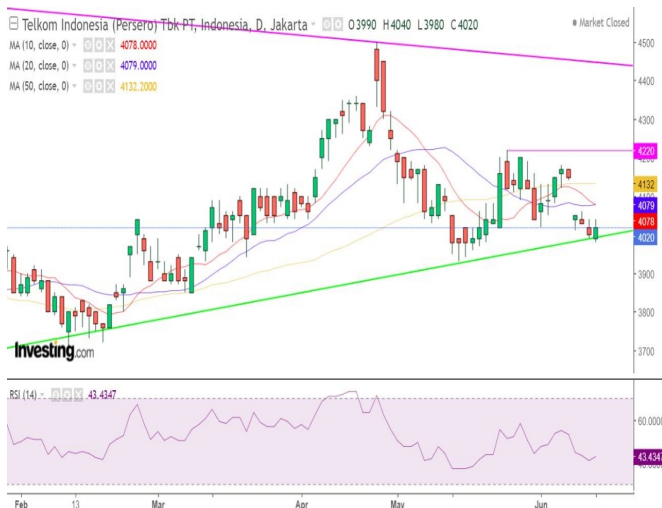 Telkom Indonesia (Persero) Tbk PT, Indonesia, D, Jakarta O3990 H4040 L3980 C4020 Market Closed
MA (10, close, 0) 4078.0000
MA (20, close, 0) 4079.0000
MA (50, close, 0) 4132.2000
4500
4400
4300
4220
4132
4079
4078
4020
3900
3800
3700
Investing.com
RSI (14) 43.4347
60.0000
43.4347
Feb 13 Mar Apr May Jun